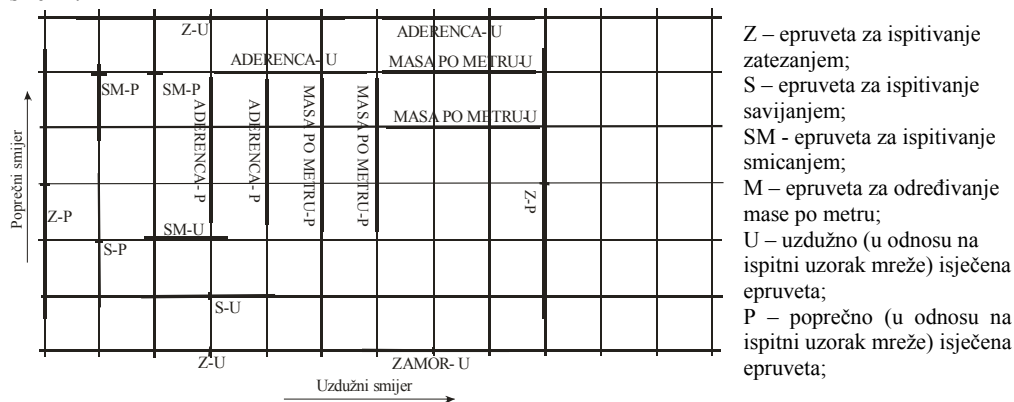 Z-U
ADERENCA- U
ADERENCA- U
MASA PO METRU-U
SM-P
SM-P
ADERENCA- P
ADERENCA- P
MASA PO METRU-P
MASA PO METRU-P
MASA PO METRU-U
Poprečni smijer
Z-P
Z-P
SM-U
S-P
S-U
Z-U
ZAMOR- U
Uzdužni smijer
Z – epruveta za ispitivanje
zatezanjem;
S – epruveta za ispitivanje
savijanjem;
SM - epruveta za ispitivanje
smicanjem;
M – epruveta za određivanje
mase po metru;
U – uzdužno (u odnosu na
ispitni uzorak mreže) isječena
epruveta;
P – poprečno (u odnosu na
ispitni uzorak mreže) isječena
epruveta;